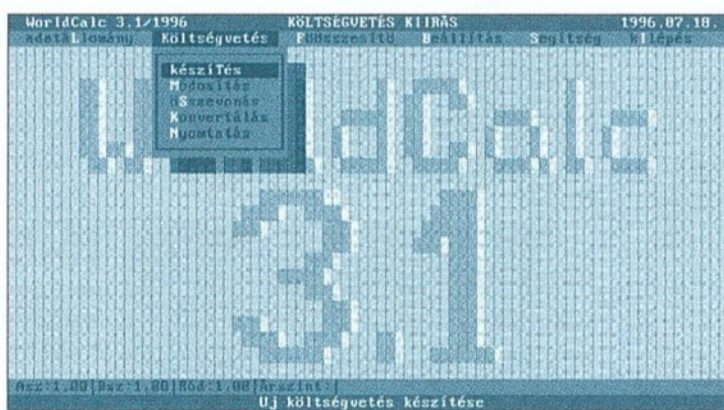 WorldCalc 3.1/1996 KÖLTSÉGVETÉS KIIRÁS 1996.07.18.
adatáLlomány Költségvetés Főösszesítő Beállítás Segítség kIlépés
készíTés
Módosítás
öSszevonás
Konvertálás
Nyomtatás
WorldCalc
3.1
Asz:1.00|Bsz:1.00|Mód:1.00|Árszint:|
Uj költségvetés készítése